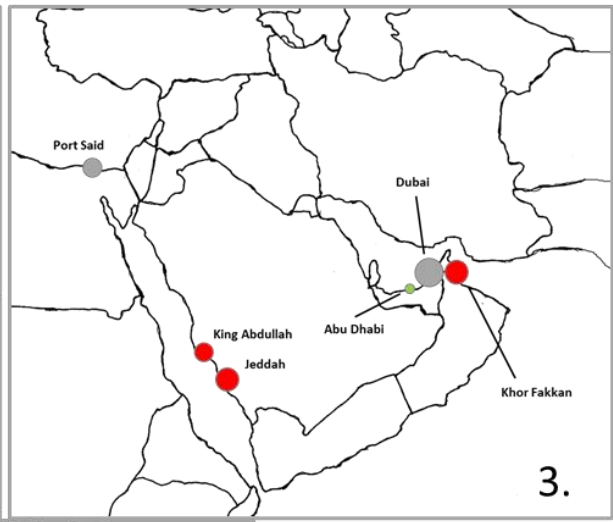 Port Said
Dubai
Abu Dhabi
King Abdullah
Jeddah
Khor Fakkan
3.